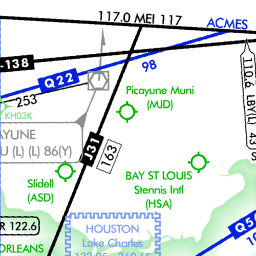 117.0 MEI 117
ACMES
-138
Q22
98
253
KH03K
Picayune Muni
(MJD)
110.6 LBY(L) 43
AYUNE
U (L) (L) 86(Y)
J31
163
Slidell
(ASD)
BAY ST LOUIS
Stennis Intl
(HSA)
R 122.6
HOUSTON
Lake Charles
Q5
10
ORLEANS